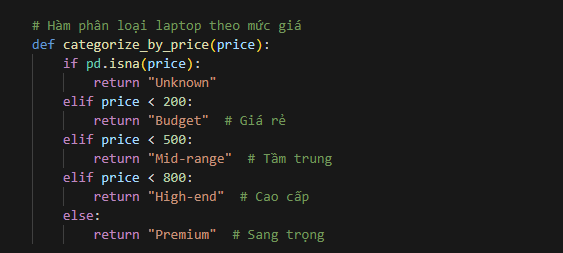 # Hàm phân loại laptop theo mức giá
def categorize_by_price(price):
    if pd.isna(price):
        return "Unknown"
    elif price < 200:
        return "Budget"  # Giá rẻ
    elif price < 500:
        return "Mid-range"  # Tầm trung
    elif price < 800:
        return "High-end"  # Cao cấp
    else:
        return "Premium"  # Sang trọng